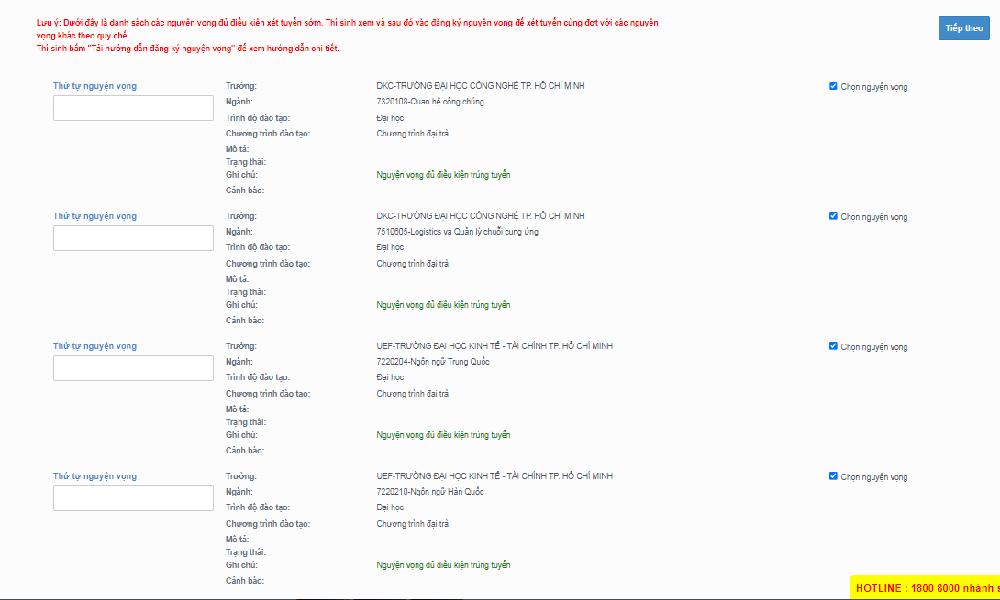 Lưu ý: Dưới đây là danh sách các nguyện vọng đủ điều kiện xét tuyển sớm. Thí sinh xem và sau đó vào đăng ký nguyện vọng để xét tuyển cùng đợt với các nguyện
vọng khác theo quy chế.
Thí sinh bấm "Tải hướng dẫn đăng ký nguyện vọng" để xem hướng dẫn chi tiết.
Tiếp theo
Thứ tự nguyện vọng
Trường: DKC-TRƯỜNG ĐẠI HỌC CÔNG NGHỆ TP. HỒ CHÍ MINH
Chọn nguyện vọng
Ngành: 7320108-Quan hệ công chúng
Trình độ đào tạo: Đại học
Chương trình đào tạo: Chương trình đại trà
Mô tả:
Trạng thái:
Ghi chú: Nguyện vọng đủ điều kiện trúng tuyển
Cảnh báo:
Thứ tự nguyện vọng
Trường: DKC-TRƯỜNG ĐẠI HỌC CÔNG NGHỆ TP. HỒ CHÍ MINH
Chọn nguyện vọng
Ngành: 7510605-Logistics và Quản lý chuỗi cung ứng
Trình độ đào tạo: Đại học
Chương trình đào tạo: Chương trình đại trà
Mô tả:
Trạng thái:
Ghi chú: Nguyện vọng đủ điều kiện trúng tuyển
Cảnh báo:
Thứ tự nguyện vọng
Trường: UEF-TRƯỜNG ĐẠI HỌC KINH TẾ - TÀI CHÍNH TP. HỒ CHÍ MINH
Chọn nguyện vọng
Ngành: 7220204-Ngôn ngữ Trung Quốc
Trình độ đào tạo: Đại học
Chương trình đào tạo: Chương trình đại trà
Mô tả:
Trạng thái:
Ghi chú: Nguyện vọng đủ điều kiện trúng tuyển
Cảnh báo:
Thứ tự nguyện vọng
Trường: UEF-TRƯỜNG ĐẠI HỌC KINH TẾ - TÀI CHÍNH TP. HỒ CHÍ MINH
Chọn nguyện vọng
Ngành: 7220210-Ngôn ngữ Hàn Quốc
Trình độ đào tạo: Đại học
Chương trình đào tạo: Chương trình đại trà
Mô tả:
Trạng thái:
Ghi chú: Nguyện vọng đủ điều kiện trúng tuyển
Cảnh báo:
HOTLINE : 1800 8000 nhánh